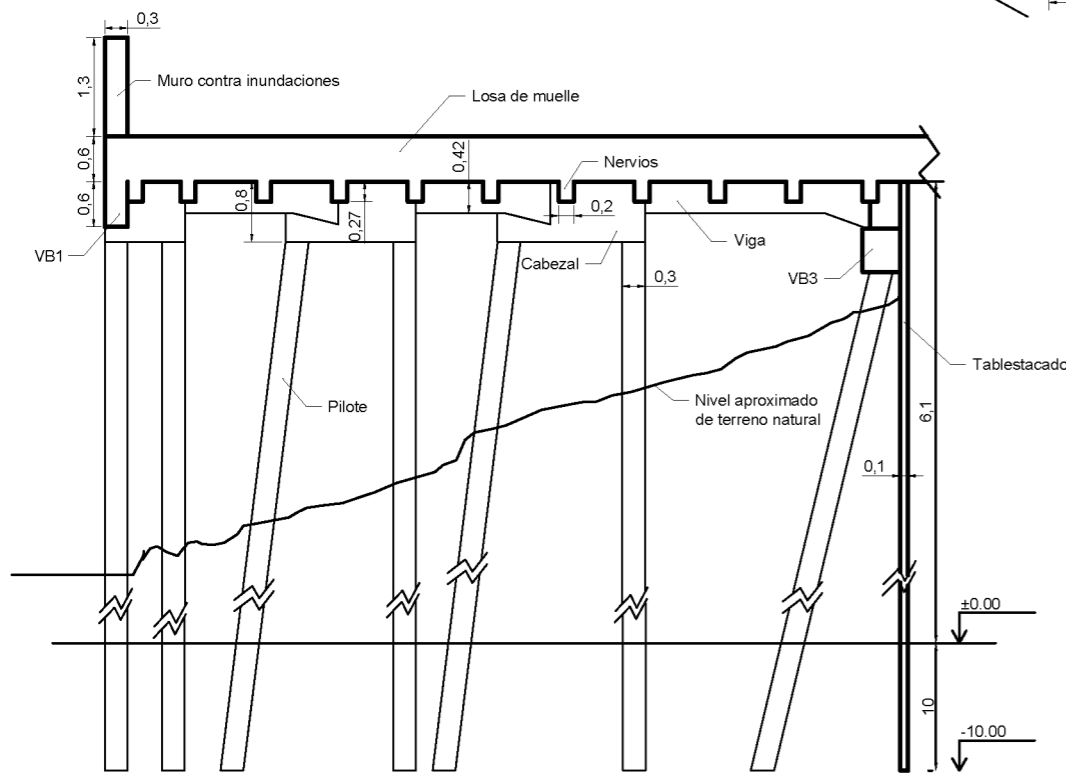 0,3
1,3
Muro contra inundaciones
Losa de muelle
0,6
0,42
Nervios
0,6
0,8
0,27
0,2
VB1
Viga
Cabezal
VB3
0,3
Tablestacado
Pilote
Nivel aproximado
de terreno natural
6,1
0,1
±0.00
10
-10.00